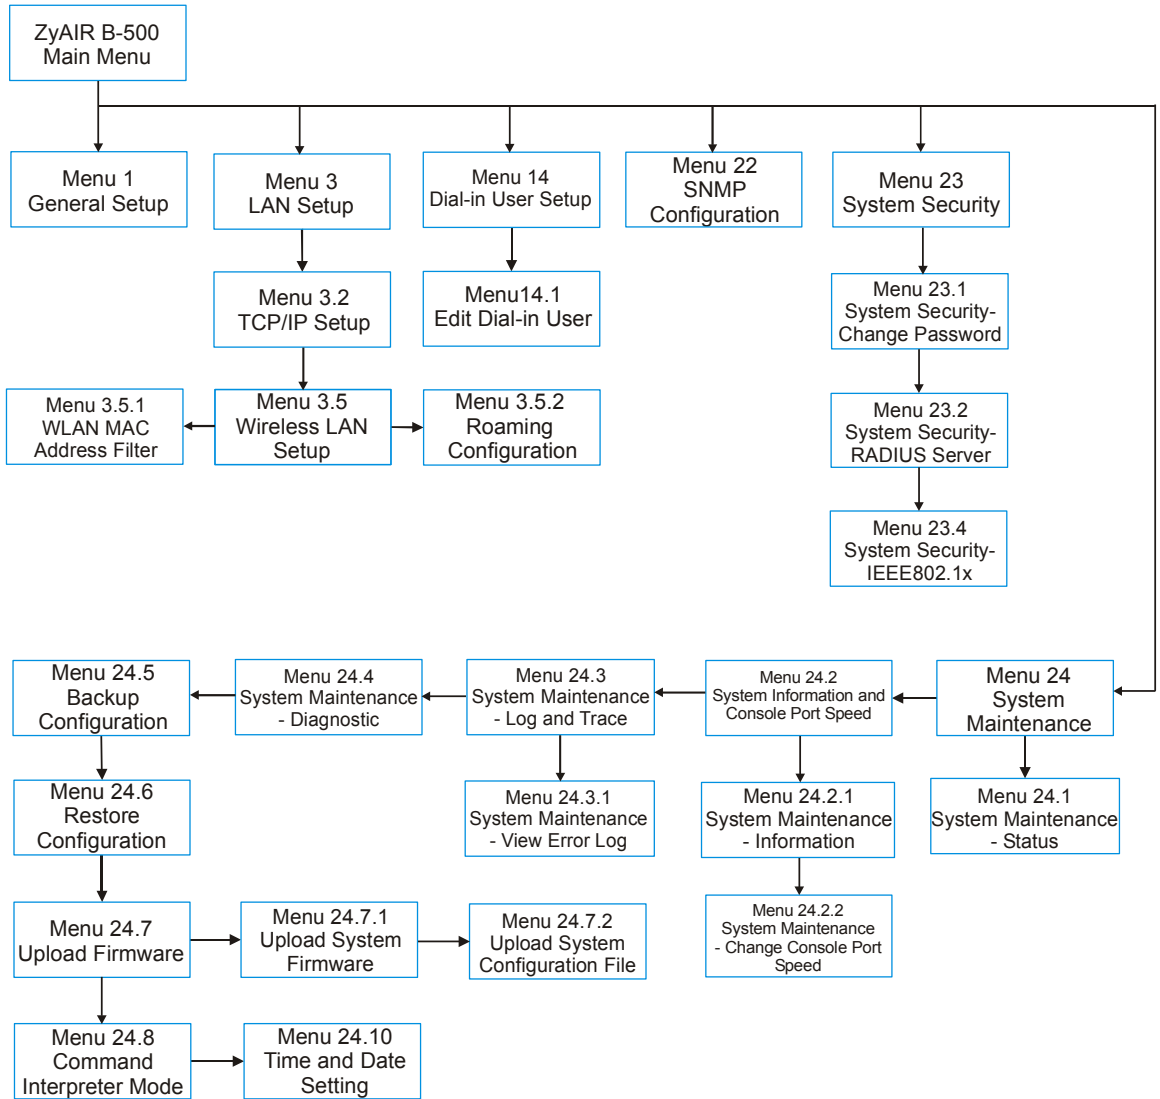 ZyAIR B-500
Main Menu
Menu 1
General Setup
Menu 3
LAN Setup
Menu 14
Dial-in User Setup
Menu 22
SNMP
Configuration
Menu 23
System Security
Menu 3.2
TCP/IP Setup
Menu14.1
Edit Dial-in User
Menu 23.1
System Security-
Change Password
Menu 3.5.1
WLAN MAC
Address Filter
Menu 3.5
Wireless LAN
Setup
Menu 3.5.2
Roaming
Configuration
Menu 23.2
System Security-
RADIUS Server
Menu 23.4
System Security-
IEEE802.1x
Menu 24.5
Backup
Configuration
Menu 24.4
System Maintenance
- Diagnostic
Menu 24.3
System Maintenance
- Log and Trace
Menu 24.2
System Information and
Console Port Speed
Menu 24
System
Maintenance
Menu 24.6
Restore
Configuration
Menu 24.3.1
System Maintenance
- View Error Log
Menu 24.2.1
System Maintenance
- Information
Menu 24.1
System Maintenance
- Status
Menu 24.7
Upload Firmware
Menu 24.7.1
Upload System
Firmware
Menu 24.7.2
Upload System
Configuration File
Menu 24.2.2
System Maintenance
- Change Console Port
Speed
Menu 24.8
Command
Interpreter Mode
Menu 24.10
Time and Date
Setting